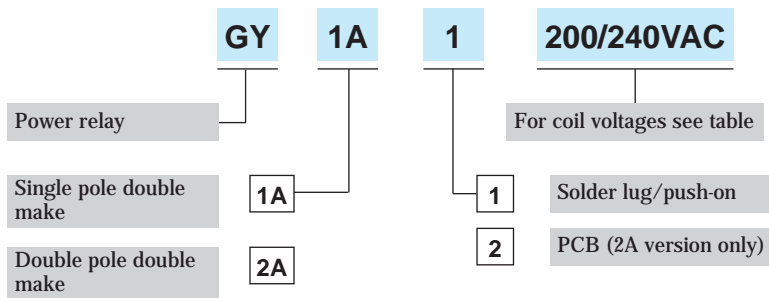 GY 1A 1 200/240VAC
Power relay
For coil voltages see table
Single pole double
make
1A
1
Solder lug/push-on
Double pole double
make
2A
2
PCB (2A version only)